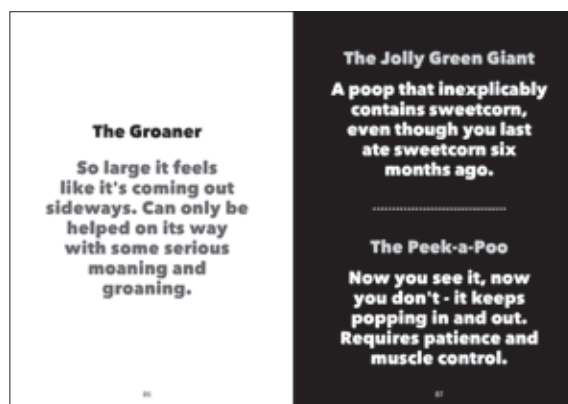 The Groaner
So large it feels
like it's coming out
sideways. Can only be
helped on its way
with some serious
moaning and
groaning.
86
The Jolly Green Giant
A poop that inexplicably
contains sweetcorn,
even though you last
ate sweetcorn six
months ago.
The Peek-a-Poo
Now you see it, now
you don't - it keeps
popping in and out.
Requires patience and
muscle control.
87